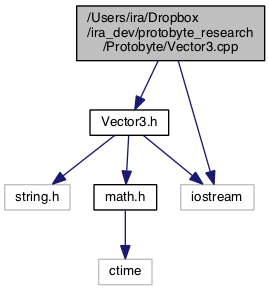 /Users/ira/Dropbox
/ira_dev/protobyte_research
/Protobyte/Vector3.cpp
Vector3.h
string.h
math.h
iostream
ctime